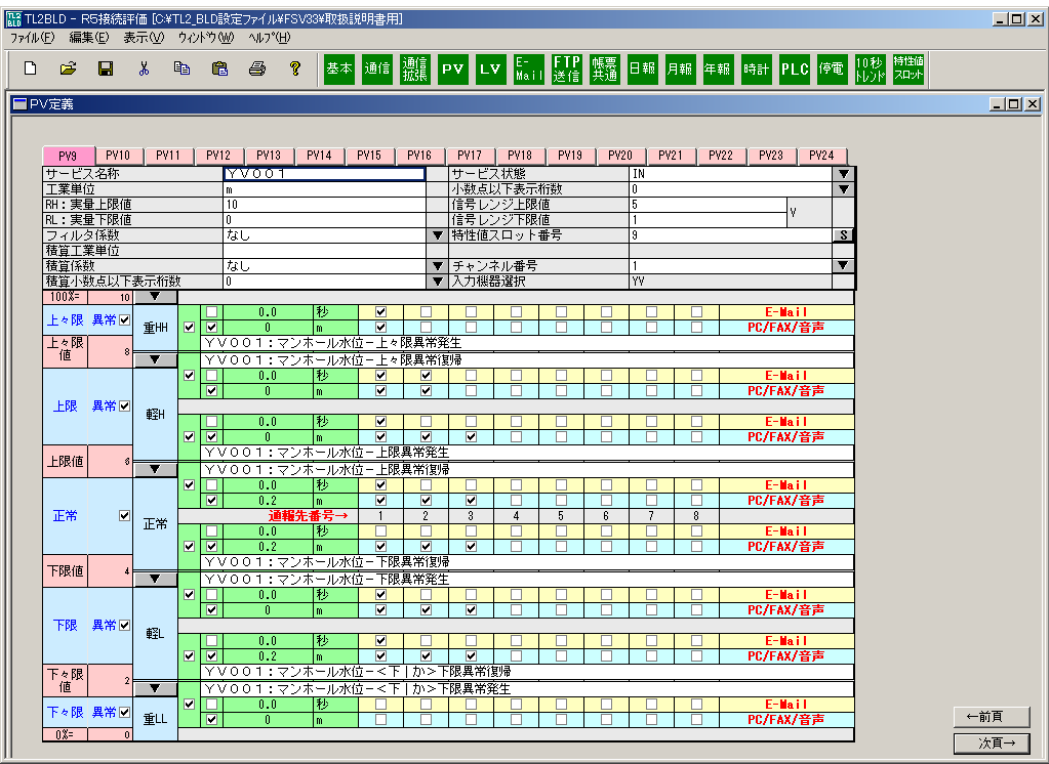 TL2BLD - R5接続評価 [C:¥TL2_BLD設定ファイル¥FSV33¥取扱説明書用]
ファイル(F) 編集(E) 表示(V) ウィンドウ(W) ヘルプ(H)
基本 通信 通信拡張 PV LV E-Mail FTP送信 帳票共通 日報 月報 年報 時計 PLC 停電 10秒トレンド 特性値スロット
PV定義
PV9 PV10 PV11 PV12 PV13 PV14 PV15 PV16 PV17 PV18 PV19 PV20 PV21 PV22 PV23 PV24
サービス名称 YV001 サービス状態 IN ▼
工業単位 m 小数点以下表示桁数 0 ▼
RH:実量上限値 10 信号レンジ上限値 5 V
RL:実量下限値 0 信号レンジ下限値 1
フィルタ係数 なし ▼ 特性値スロット番号 9 S
積算工業単位
積算係数 なし ▼ チャンネル番号 1 ▼
積算小数点以下表示桁数 0 ▼ 入力機器選択 YV
100%= 10 ▼
上々限 異常 重HH 0.0 秒 E-Mail
0 m PC/FAX/音声
上々限値 8 YV001:マンホール水位-上々限異常発生
▼ YV001:マンホール水位-上々限異常復帰
0.0 秒 E-Mail
0 m PC/FAX/音声
上限 異常 軽H
0.0 秒 E-Mail
0 m PC/FAX/音声
上限値 6 YV001:マンホール水位-上限異常発生
▼ YV001:マンホール水位-上限異常復帰
0.0 秒 E-Mail
0.2 m PC/FAX/音声
正常 正常 通報先番号→ 1 2 3 4 5 6 7 8
0.0 秒 E-Mail
0.2 m PC/FAX/音声
下限値 4 YV001:マンホール水位-下限異常復帰
▼ YV001:マンホール水位-下限異常発生
0.0 秒 E-Mail
0 m PC/FAX/音声
下限 異常 軽L
0.0 秒 E-Mail
0.2 m PC/FAX/音声
下々限値 2 YV001:マンホール水位-<下|か>下限異常復帰
▼ YV001:マンホール水位-<下|か>下限異常発生
下々限 異常 重LL 0.0 秒 E-Mail
0 m PC/FAX/音声
0%= 0
←前頁
次頁→